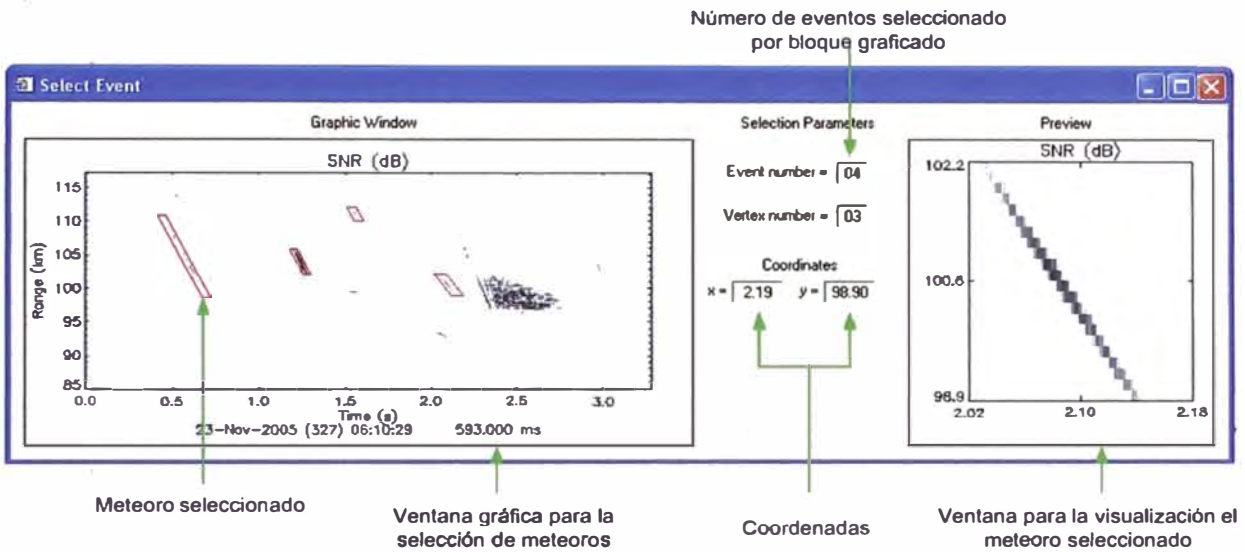 Número de eventos seleccionado
por bloque graficado
Select Event
Graphic Window
Selection Parameters
Preview
SNR (dB)
115
110
105
100
95
90
85
Range (km)
0.0
0.5
1.0
1.5
2.0
2.5
3.0
Time (s)
23-Nov-2005 (327) 06:10:29 593.000 ms
Event number = 04
Vertex number = 03
Coordinates
x = 2.19 y = 98.90
SNR (dB)
102.2
100.6
98.9
2.02
2.10
2.18
Meteoro seleccionado
Ventana gráfica para la
selección de meteoros
Coordenadas
Ventana para la visualización el
meteoro seleccionado